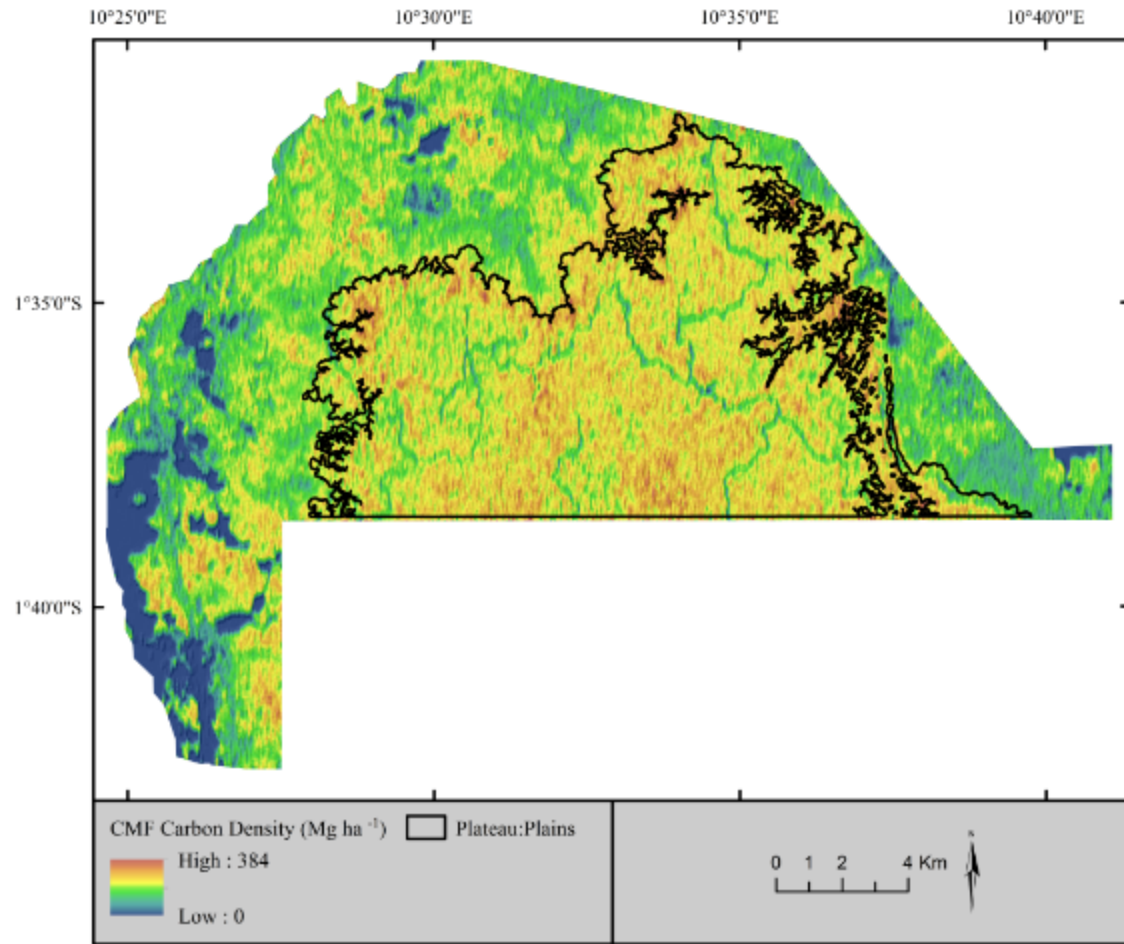 10°25'0"E 10°30'0"E 10°35'0"E 10°40'0"E
1°35'0"S
1°40'0"S
CMF Carbon Density (Mg ha -1) Plateau:Plains
High : 384
Low : 0
0 1 2 4 Km
N